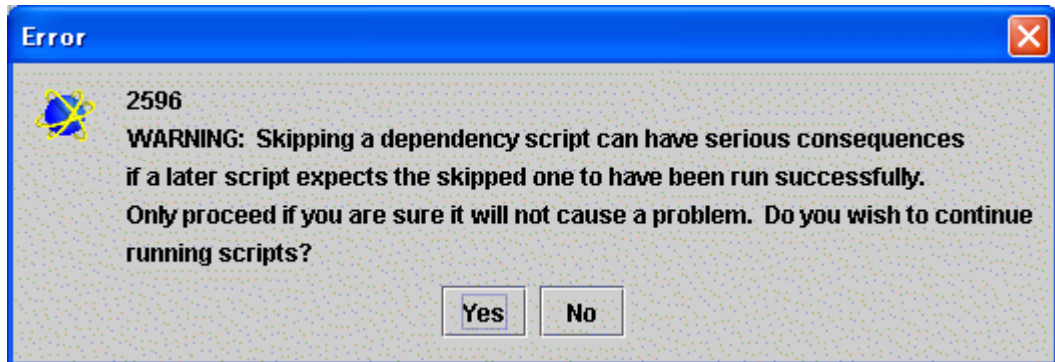 Error
2596
WARNING:  Skipping a dependency script can have serious consequences
if a later script expects the skipped one to have been run successfully.
Only proceed if you are sure it will not cause a problem.  Do you wish to continue
running scripts?
Yes No